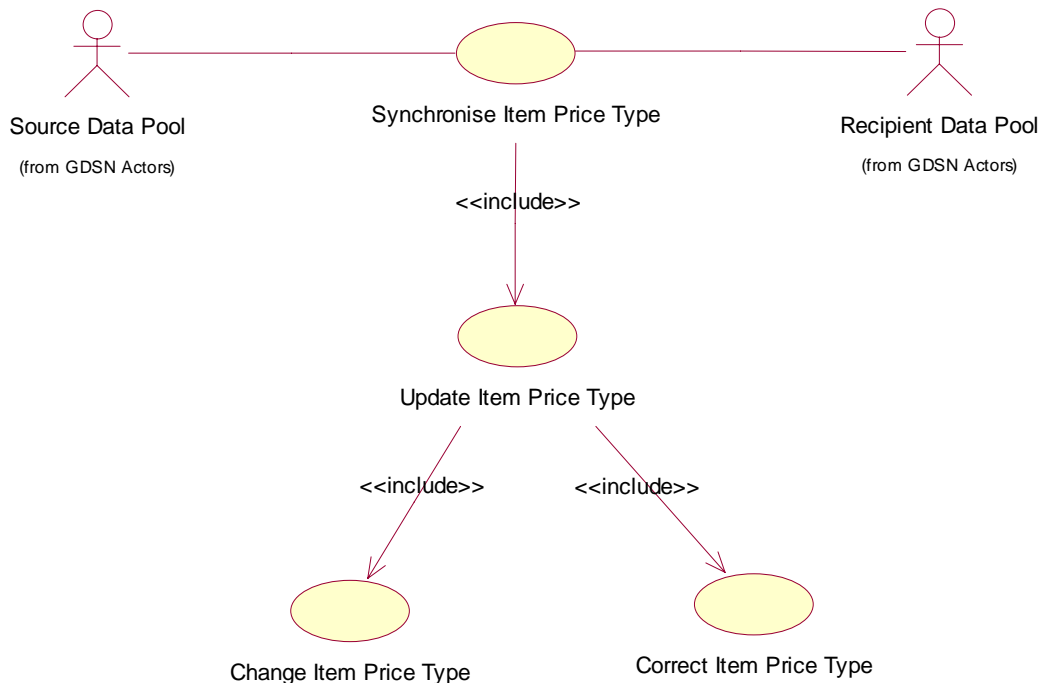 Source Data Pool
(from GDSN Actors)
Synchronise Item Price Type
Recipient Data Pool
(from GDSN Actors)
<<include>>
Update Item Price Type
<<include>>
<<include>>
Change Item Price Type
Correct Item Price Type